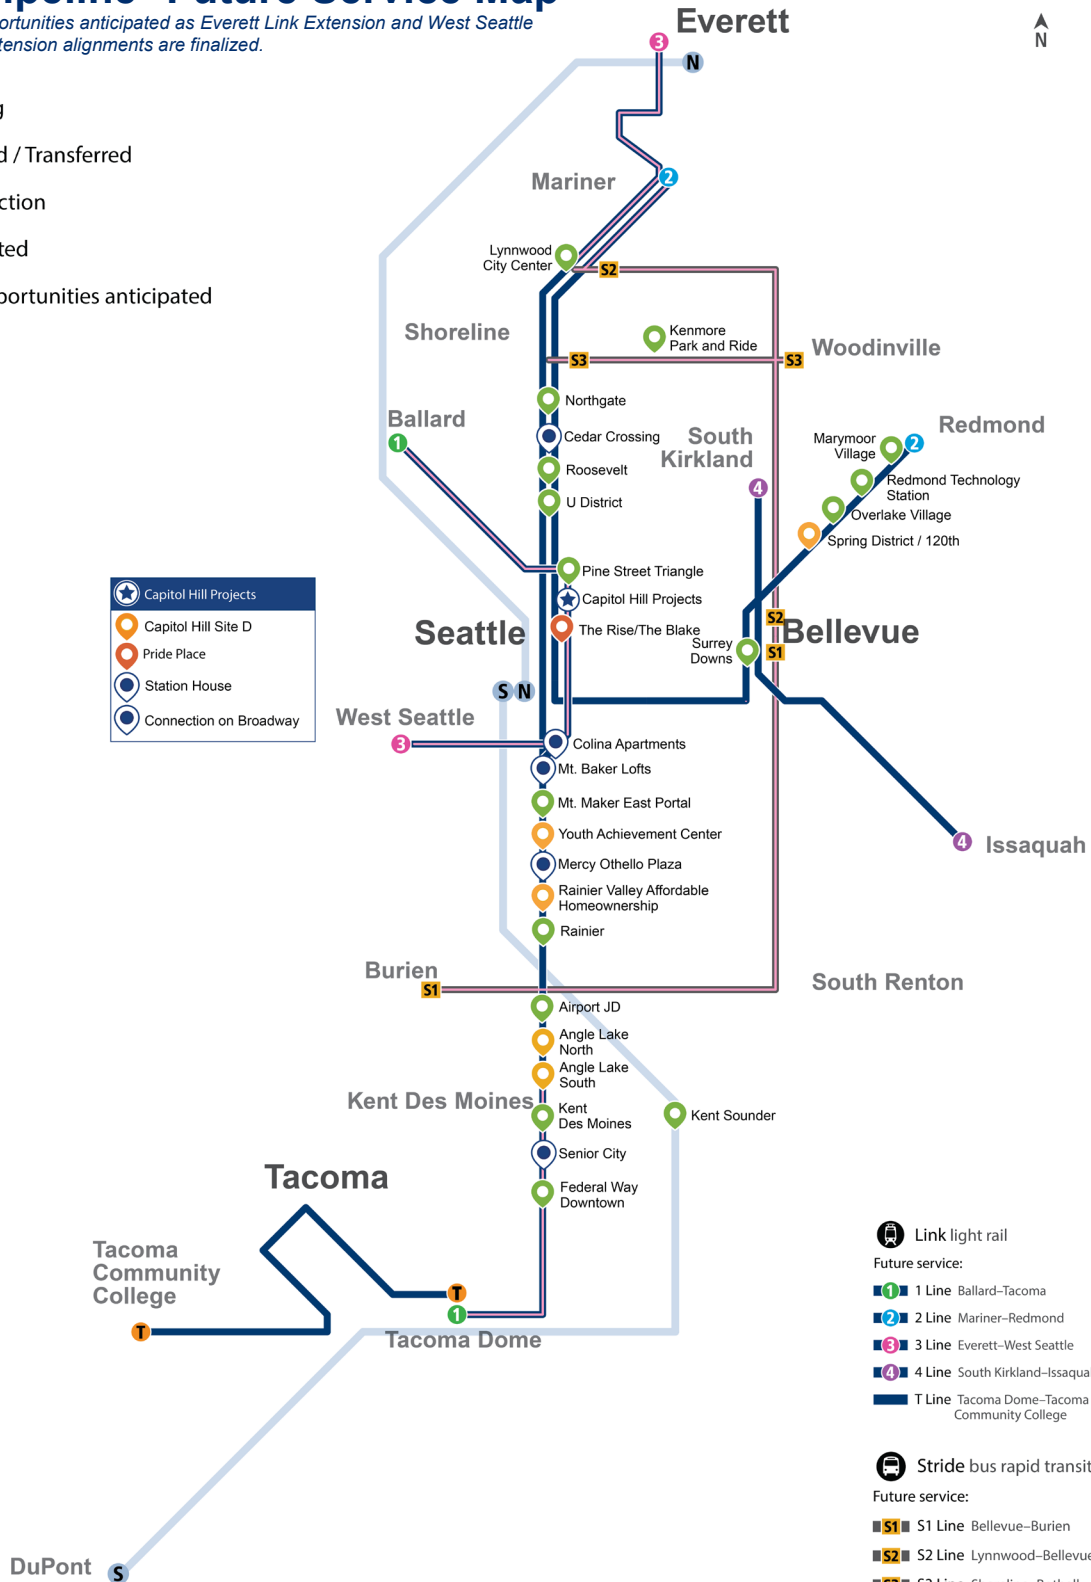 Future Service Map
opportunities anticipated as Everett Link Extension and West Seattle
Extension alignments are finalized.
/ Transferred
opportunities anticipated
Everett
N
3
N
Mariner
2
Lynnwood
City Center
S2
Shoreline
Kenmore
Park and Ride
S3
S3
Woodinville
Northgate
Ballard
1
Cedar Crossing
South
Kirkland
4
Redmond
2
Marymoor
Village
Roosevelt
Redmond Technology
Station
U District
Overlake Village
Spring District / 120th
Pine Street Triangle
Capitol Hill Projects
Capitol Hill Projects
Capitol Hill Site D
Pride Place
Station House
Connection on Broadway
Seattle
The Rise/The Blake
S2
Bellevue
Surrey
Downs
S1
S
N
West Seattle
3
Colina Apartments
Mt. Baker Lofts
Mt. Maker East Portal
Youth Achievement Center
4
Issaquah
Mercy Othello Plaza
Rainier Valley Affordable
Homeownership
Rainier
Burien
S1
South Renton
Airport JD
Angle Lake
North
Angle Lake
South
Kent Des Moines
Kent
Des Moines
Kent Sounder
Senior City
Tacoma
Federal Way
Downtown
Tacoma
Community
College
T
T
1
Tacoma Dome
DuPont
S
Link light rail
Future service:
1 1 Line Ballard–Tacoma
2 2 Line Mariner–Redmond
3 3 Line Everett–West Seattle
4 4 Line South Kirkland–Issaqua
T Line Tacoma Dome–Tacoma
Community College
Stride bus rapid transit
Future service:
S1 S1 Line Bellevue–Burien
S2 S2 Line Lynnwood–Bellevue